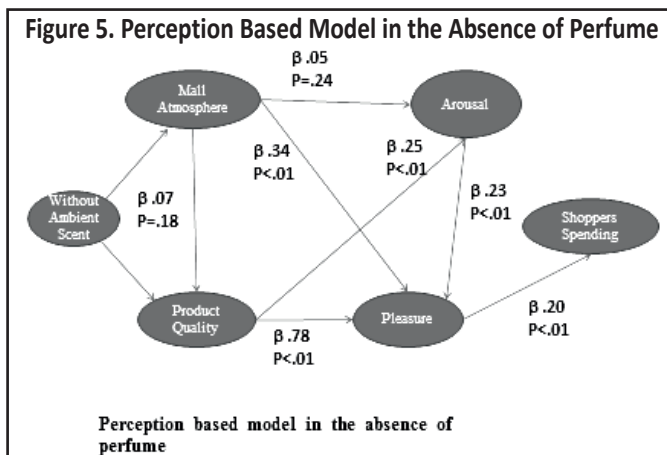 Figure 5. Perception Based Model in the Absence of Perfume
β .05
P=.24
Mall
Atmosphere
Arousal
β .34
P<.01
β .25
P<.01
Without
Ambient
Scent
β .07
P=.18
β .23
P<.01
Shoppers
Spending
Product
Quality
Pleasure
β .78
P<.01
β .20
P<.01
Perception based model in the absence of
perfume